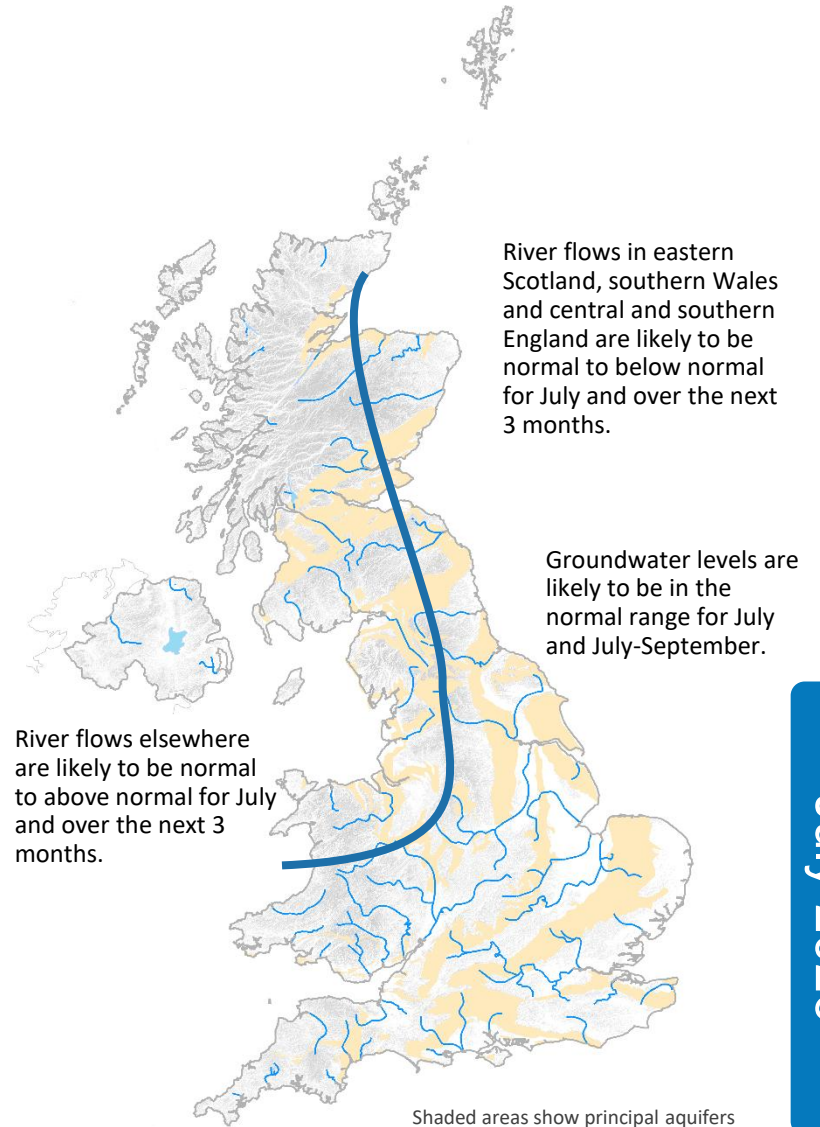 River flows in eastern
Scotland, southern Wales
and central and southern
England are likely to be
normal to below normal
for July and over the next
3 months.
Groundwater levels are
likely to be in the
normal range for July
and July-September.
River flows elsewhere
are likely to be normal
to above normal for July
and over the next 3
months.
Shaded areas show principal aquifers